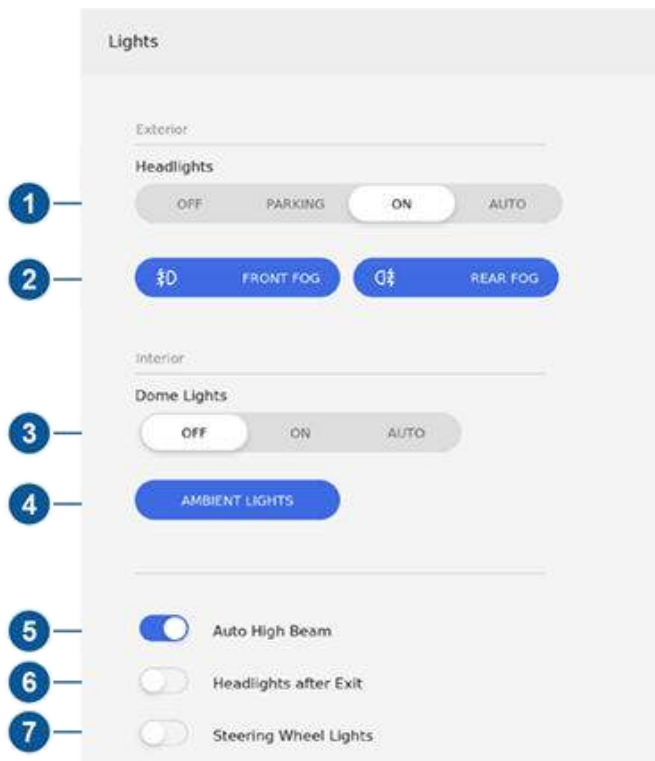 Lights
Exterior
Headlights
1 OFF PARKING ON AUTO
2 FRONT FOG REAR FOG
Interior
Dome Lights
3 OFF ON AUTO
4 AMBIENT LIGHTS
5 Auto High Beam
6 Headlights after Exit
7 Steering Wheel Lights